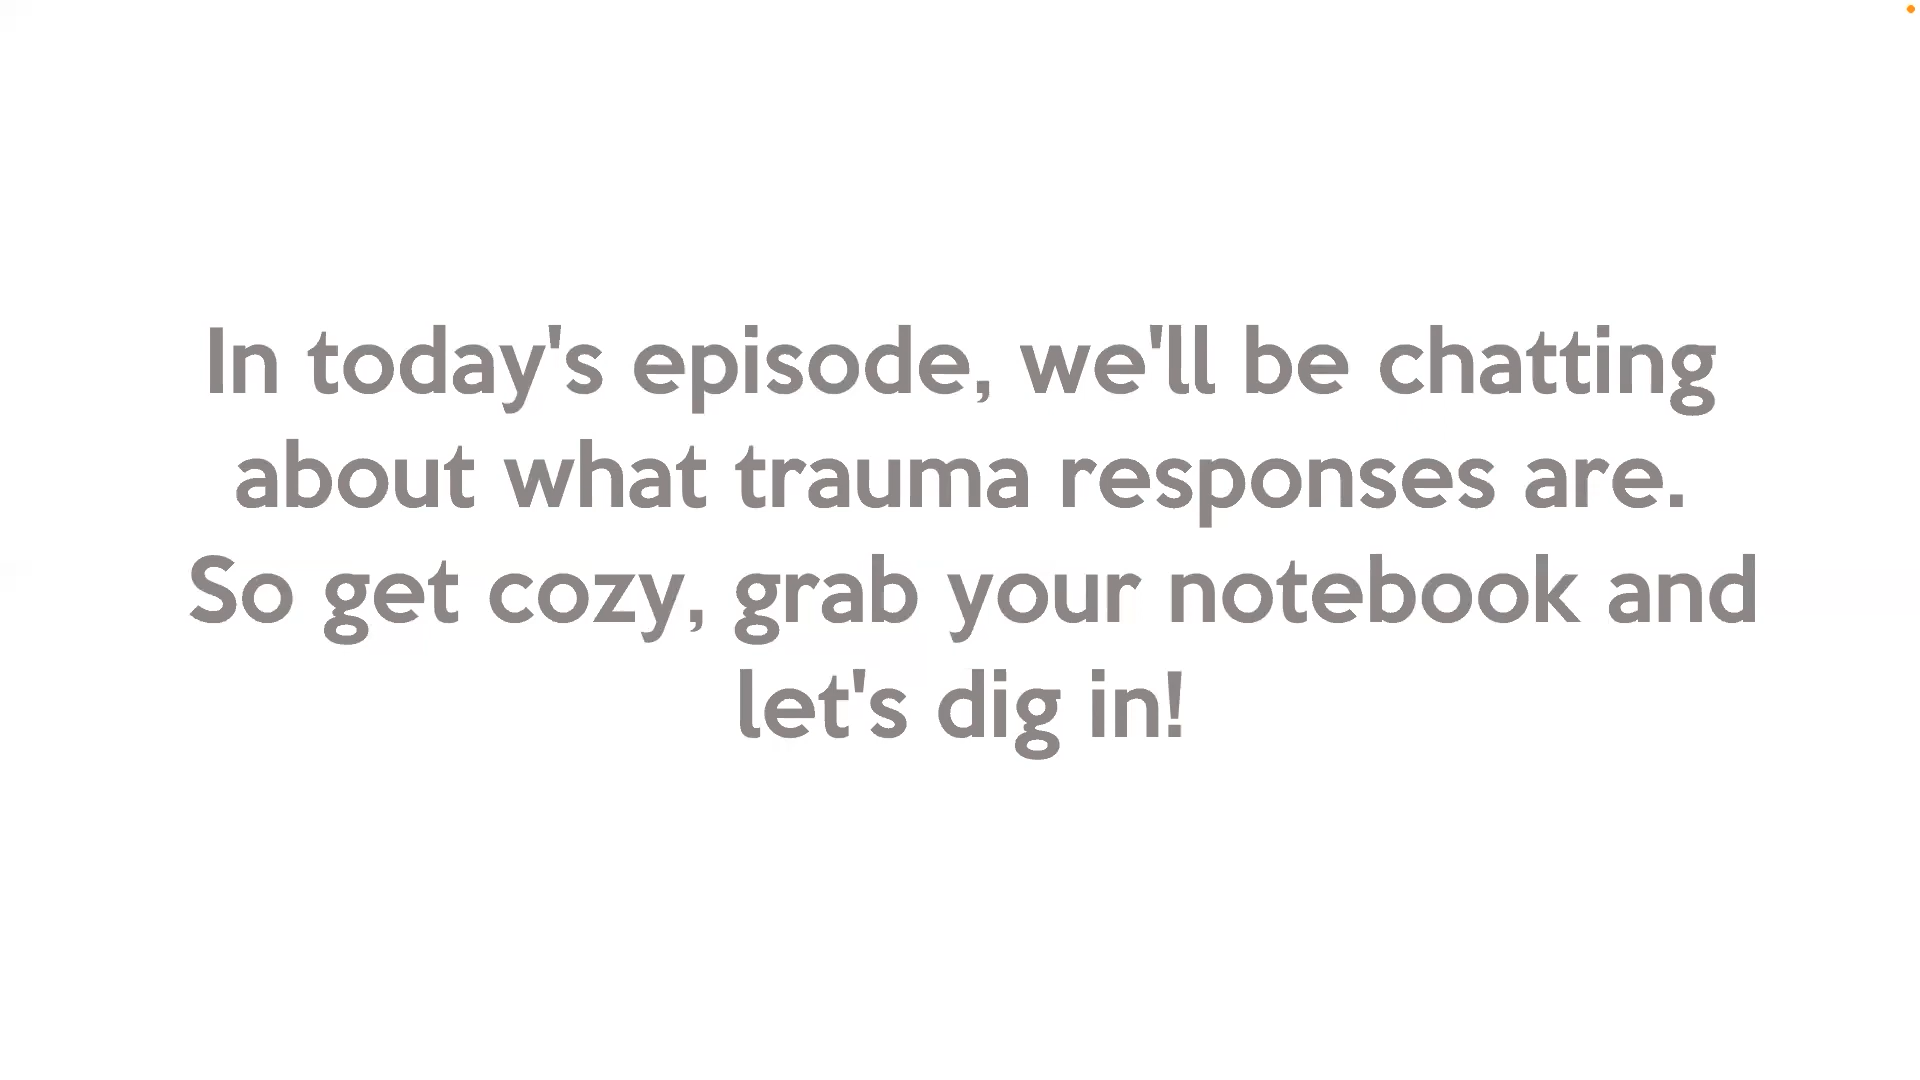 In today's episode, we'll be chatting
about what trauma responses are.
So get cozy, grab your notebook and
let's dig in!